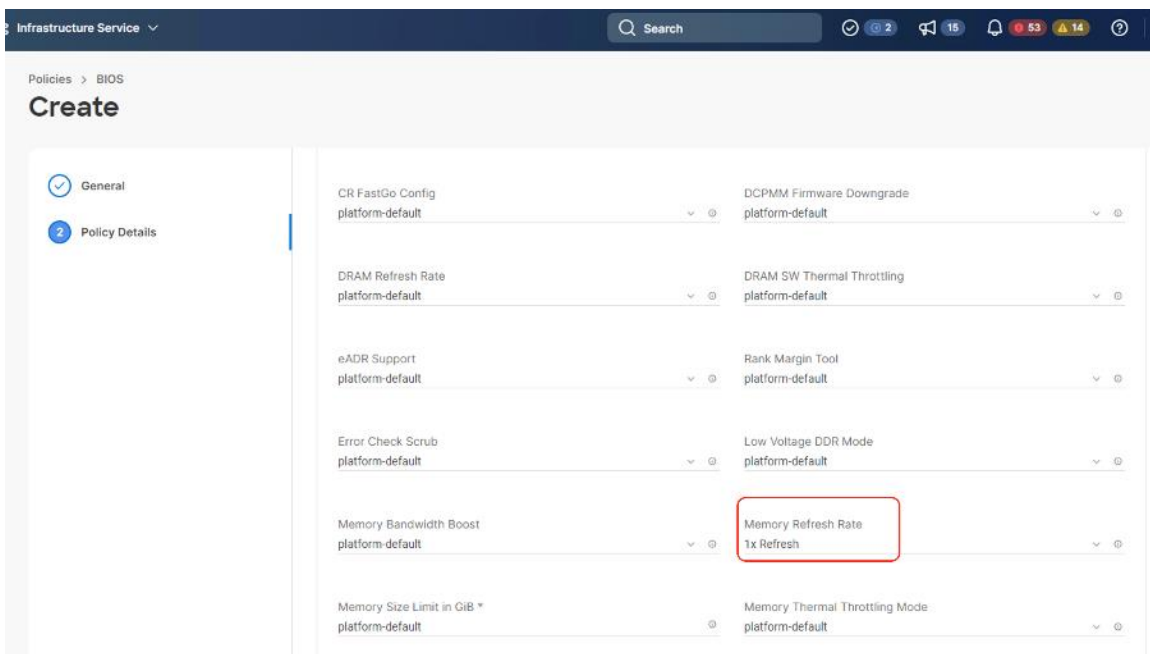 Infrastructure Service
Search
2
15
53
14
Policies > BIOS
Create
General
2 Policy Details
CR FastGo Config
platform-default
DCPMM Firmware Downgrade
platform-default
DRAM Refresh Rate
platform-default
DRAM SW Thermal Throttling
platform-default
eADR Support
platform-default
Rank Margin Tool
platform-default
Error Check Scrub
platform-default
Low Voltage DDR Mode
platform-default
Memory Bandwidth Boost
platform-default
Memory Refresh Rate
1x Refresh
Memory Size Limit in GiB *
platform-default
Memory Thermal Throttling Mode
platform-default